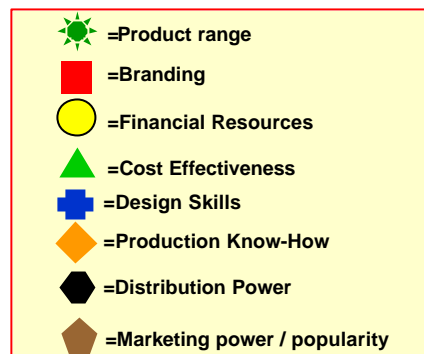 =Product range
=Branding
=Financial Resources
=Cost Effectiveness
=Design Skills
=Production Know-How
=Distribution Power
=Marketing power / popularity